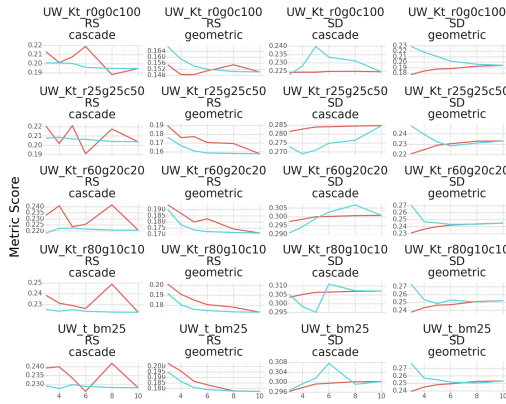 UW_Kt_r0g0c100 UW_Kt_r0g0c100 UW_Kt_r0g0c100 UW_Kt_r0g0c100
RS RS SD SD
cascade geometric cascade geometric
0.22 0.21 0.20 0.19
0.164 0.160 0.156 0.152 0.148
0.240 0.235 0.230 0.225
0.23 0.22 0.21 0.20 0.19 0.18
UW_Kt_r25g25c50 UW_Kt_r25g25c50 UW_Kt_r25g25c50 UW_Kt_r25g25c50
RS RS SD SD
cascade geometric cascade geometric
0.22 0.21 0.20 0.19
0.19 0.18 0.17 0.16
0.285 0.280 0.275 0.270
0.24 0.23 0.22
UW_Kt_r60g20c20 UW_Kt_r60g20c20 UW_Kt_r60g20c20 UW_Kt_r60g20c20
RS RS SD SD
cascade geometric cascade geometric
0.240 0.235 0.230 0.225 0.220
0.190 0.185 0.180 0.175 0.170
0.305 0.300 0.295 0.290
0.27 0.26 0.25 0.24 0.23
UW_Kt_r80g10c10 UW_Kt_r80g10c10 UW_Kt_r80g10c10 UW_Kt_r80g10c10
RS RS SD SD
cascade geometric cascade geometric
0.25 0.24 0.23
0.20 0.19 0.18
0.310 0.305 0.300 0.295
0.27 0.26 0.25 0.24
UW_t_bm25 UW_t_bm25 UW_t_bm25 UW_t_bm25
RS RS SD SD
cascade geometric cascade geometric
0.240 0.235 0.230
0.200 0.195 0.190 0.185 0.180
0.308 0.304 0.300 0.296
0.27 0.26 0.25 0.24
4 6 8 10 4 6 8 10 4 6 8 10 4 6 8 10
Metric Score